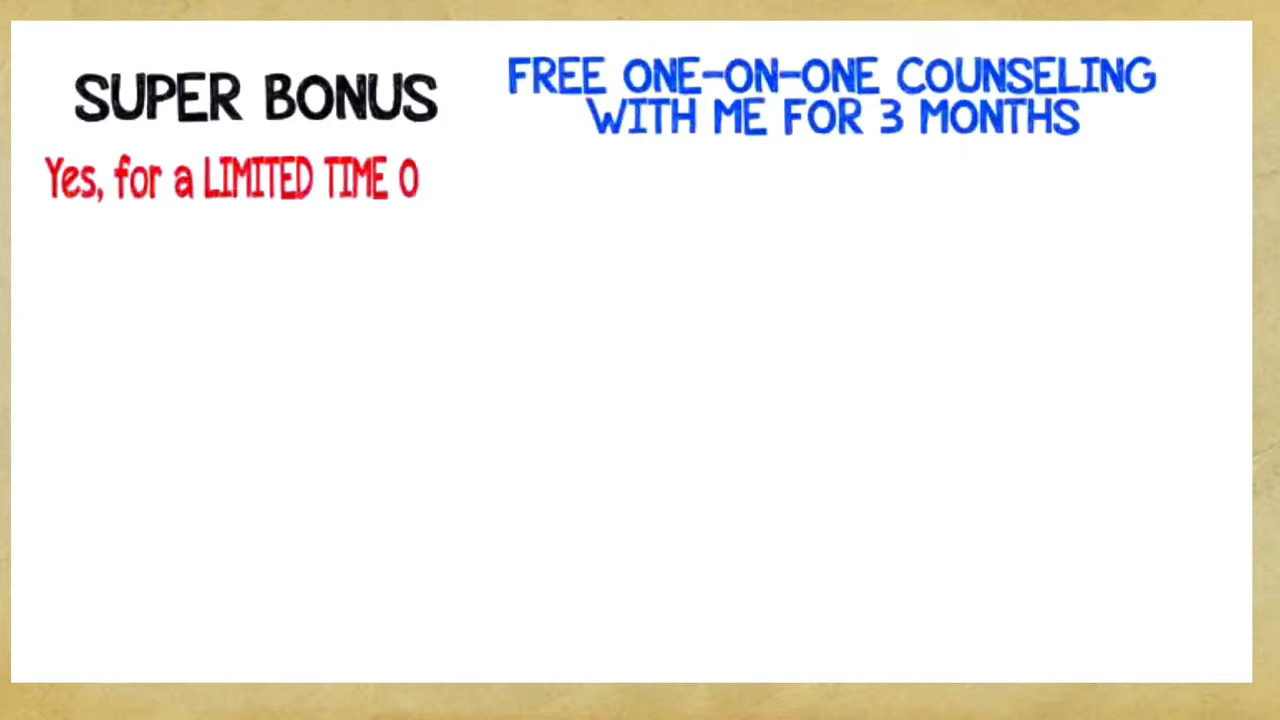 SUPER BONUS
FREE ONE-ON-ONE COUNSELING
WITH ME FOR 3 MONTHS
Yes, for a LIMITED TIME O